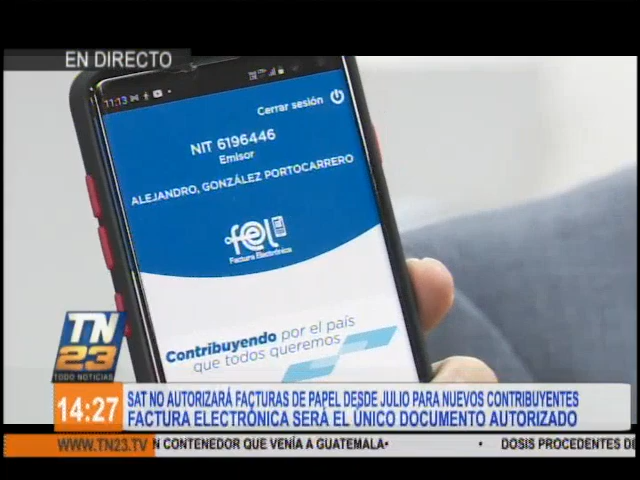 EN DIRECTO
11:13
Cerrar sesión
NIT 6196446
Emisor
ALEJANDRO, GONZÁLEZ PORTOCARRERO
fel
Factura Electrónica
Contribuyendo por el país
que todos queremos
TN
23
TODO NOTICIAS
14:27
SAT NO AUTORIZARÁ FACTURAS DE PAPEL DESDE JULIO PARA NUEVOS CONTRIBUYENTES
FACTURA ELECTRÓNICA SERÁ EL ÚNICO DOCUMENTO AUTORIZADO
WWW.TN23.TV
N CONTENEDOR QUE VENÍA A GUATEMALA• • DOSIS PROCEDENTES DE